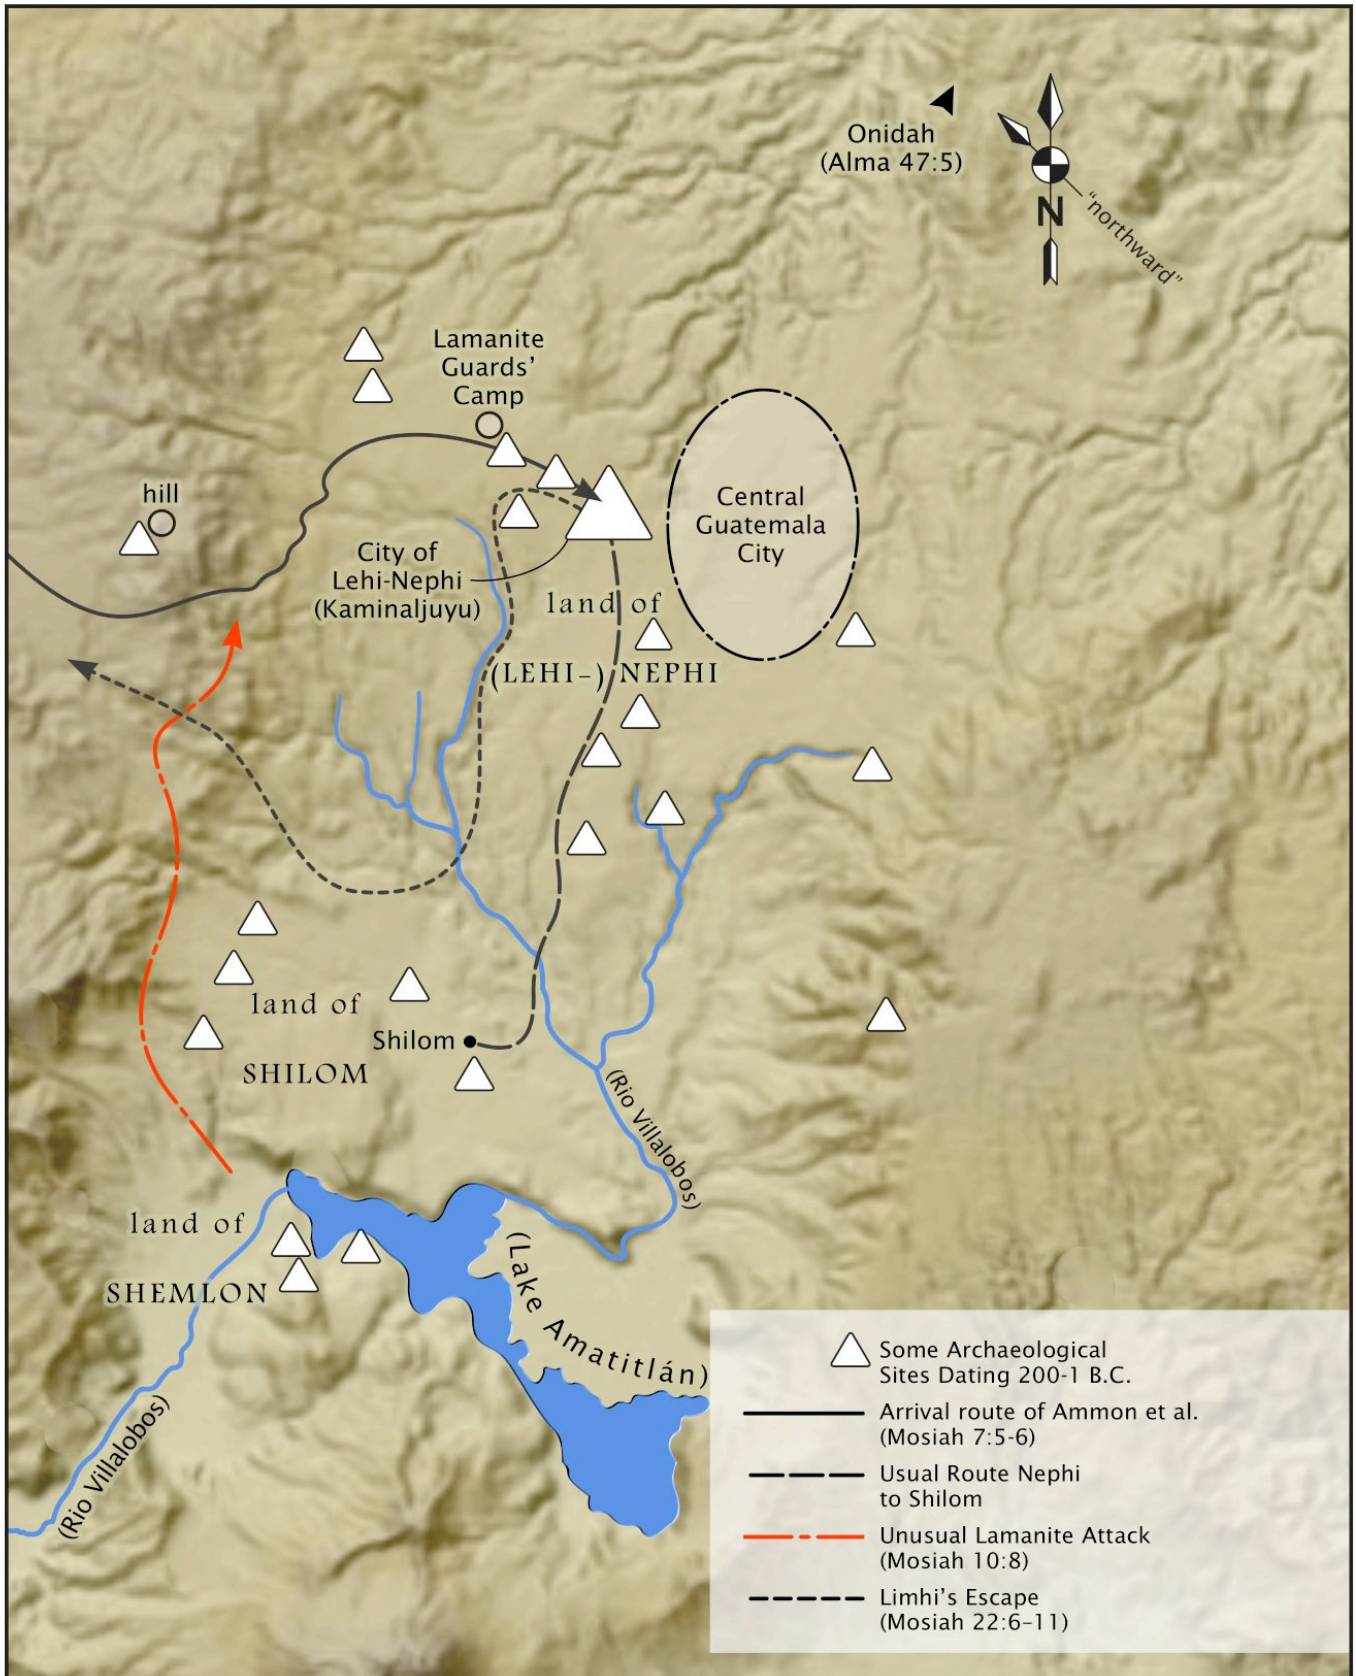 Onidah
(Alma 47:5)
N
“northward”
Lamanite
Guards’
Camp
hill
Central
Guatemala
City
City of
Lehi-Nephi
(Kaminaljuyu)
land of
(LEHI-) NEPHI
land of
SHILOM
Shilom
(Rio Villalobos)
land of
SHEMLON
(Lake Amatitlán)
(Rio Villalobos)
Some Archaeological
Sites Dating 200-1 B.C.
Arrival route of Ammon et al.
(Mosiah 7:5-6)
Usual Route Nephi
to Shilom
Unusual Lamanite Attack
(Mosiah 10:8)
Limhi’s Escape
(Mosiah 22:6–11)